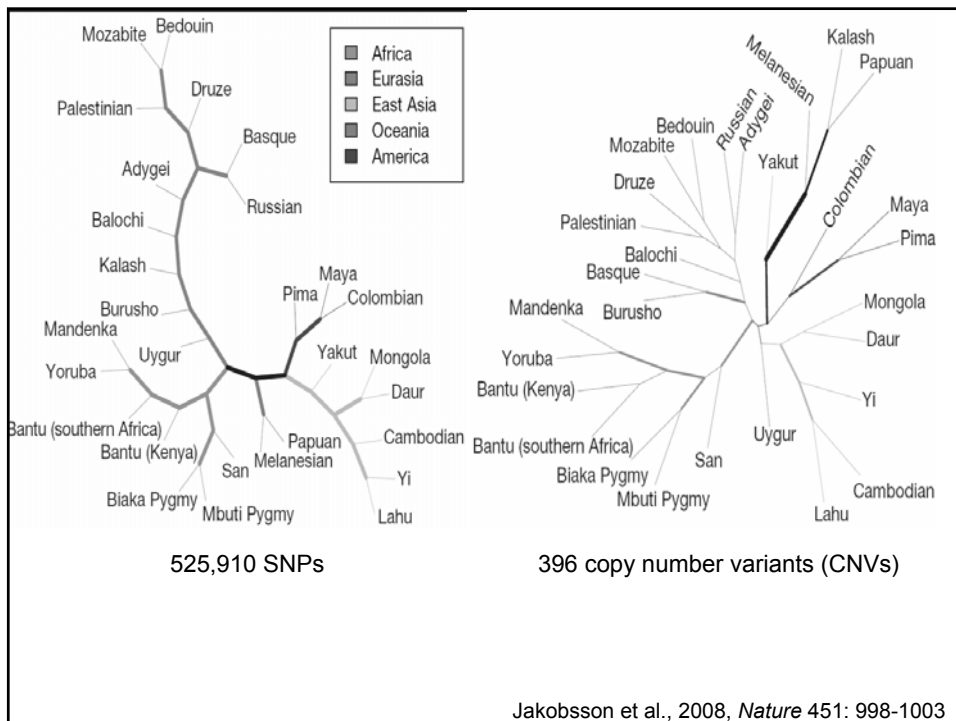 Bedouin
Mozabite
Palestinian
Druze
Basque
Adygei
Russian
Balochi
Kalash
Burusho
Uygur
Mandenka
Yoruba
Bantu (southern Africa)
Bantu (Kenya)
Biaka Pygmy
San
Mbuti Pygmy
Maya
Pima
Colombian
Yakut
Mongola
Daur
Papuan
Melanesian
Cambodian
Yi
Lahu
Africa
Eurasia
East Asia
Oceania
America
525,910 SNPs
Kalash
Papuan
Melanesian
Russian
Adygei
Bedouin
Mozabite
Druze
Palestinian
Balochi
Basque
Burusho
Yakut
Colombian
Maya
Pima
Mandenka
Yoruba
Bantu (Kenya)
Bantu (southern Africa)
Biaka Pygmy
Mbuti Pygmy
San
Uygur
Mongola
Daur
Yi
Cambodian
Lahu
396 copy number variants (CNVs)
Jakobsson et al., 2008, Nature 451: 998-1003